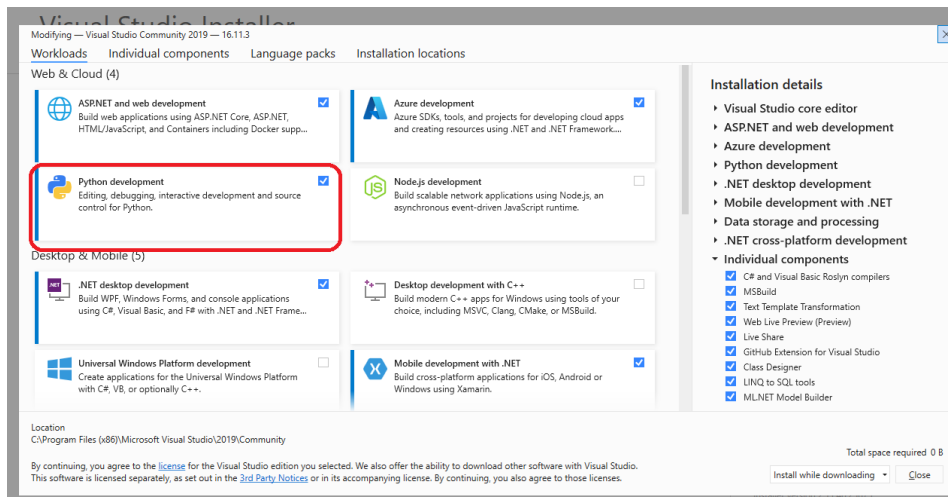 Visual Studio Installer
Modifying — Visual Studio Community 2019 — 16.11.3
Workloads Individual components Language packs Installation locations
Web & Cloud (4)
ASP.NET and web development
Build web applications using ASP.NET Core, ASP.NET,
HTML/JavaScript, and Containers including Docker supp...
Azure development
Azure SDKs, tools, and projects for developing cloud apps
and creating resources using .NET and .NET Framework....
Python development
Editing, debugging, interactive development and source
control for Python.
Node.js development
Build scalable network applications using Node.js, an
asynchronous event-driven JavaScript runtime.
Desktop & Mobile (5)
.NET desktop development
Build WPF, Windows Forms, and console applications
using C#, Visual Basic, and F# with .NET and .NET Frame...
Desktop development with C++
Build modern C++ apps for Windows using tools of your
choice, including MSVC, Clang, CMake, or MSBuild.
Universal Windows Platform development
Create applications for the Universal Windows Platform
with C#, VB, or optionally C++.
Mobile development with .NET
Build cross-platform applications for iOS, Android or
Windows using Xamarin.
Installation details
Visual Studio core editor
ASP.NET and web development
Azure development
Python development
.NET desktop development
Mobile development with .NET
Data storage and processing
.NET cross-platform development
Individual components
C# and Visual Basic Roslyn compilers
MSBuild
Text Template Transformation
Web Live Preview (Preview)
Live Share
GitHub Extension for Visual Studio
Class Designer
LINQ to SQL tools
ML.NET Model Builder
Location
C:\Program Files (x86)\Microsoft Visual Studio\2019\Community
Total space required 0 B
By continuing, you agree to the license for the Visual Studio edition you selected. We also offer the ability to download other software with Visual Studio.
This software is licensed separately, as set out in the 3rd Party Notices or in its accompanying license. By continuing, you also agree to those licenses.
Install while downloading Close